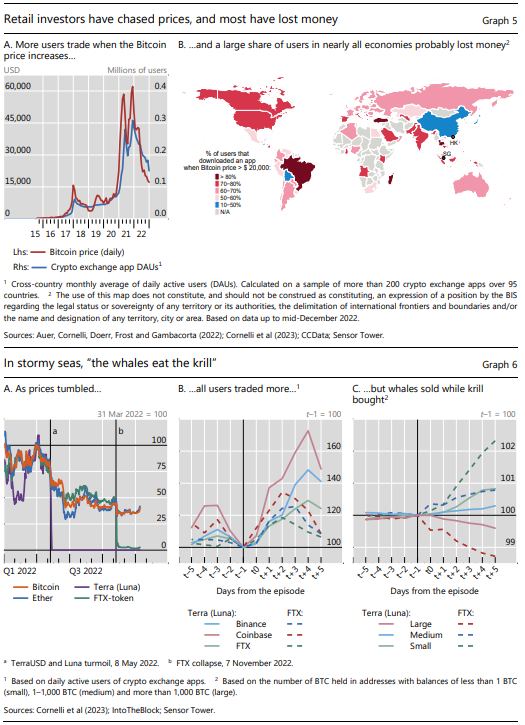 Retail investors have chased prices, and most have lost money
Graph 5
A. More users trade when the Bitcoin
price increases…
B. …and a large share of users in nearly all economies probably lost money2
USD
Millions of users
60,000
45,000
30,000
15,000
0
0.4
0.3
0.2
0.1
0.0
15 16 17 18 19 20 21 22
Lhs: Bitcoin price (daily)
Rhs: Crypto exchange app DAUs1
% of users that
downloaded an app
when Bitcoin price > $ 20,000:
> 80%
70–80%
60–70%
50–60%
10–50%
N/A
HK
SG
1 Cross-country monthly average of daily active users (DAUs). Calculated on a sample of more than 200 crypto exchange apps over 95
countries. 2 The use of this map does not constitute, and should not be construed as constituting, an expression of a position by the BIS
regarding the legal status or sovereignty of any territory or its authorities, the delimitation of international frontiers and boundaries and/or
the name and designation of any territory, city or area. Based on data up to mid-December 2022.
Sources: Auer, Cornelli, Doerr, Frost and Gambacorta (2022); Cornelli et al (2023); CCData; Sensor Tower.
In stormy seas, “the whales eat the krill”
Graph 6
A. As prices tumbled…
B. …all users traded more…1
C. …but whales sold while krill
bought2
31 Mar 2022 = 100
a
b
100
75
50
25
0
Q1 2022 Q3 2022
Bitcoin
Ether
Terra (Luna)
FTX-token
t–1 = 100
160
140
120
100
t–5 t–4 t–3 t–2 t–1 t0 t+1 t+2 t+3 t+4 t+5
Days from the episode
Terra (Luna): FTX:
Binance
Coinbase
FTX
t–1 = 100
102
101
100
99
t–5 t–4 t–3 t–2 t–1 t0 t+1 t+2 t+3 t+4 t+5
Days from the episode
Terra (Luna): FTX:
Large
Medium
Small
a TerraUSD and Luna turmoil, 8 May 2022. b FTX collapse, 7 November 2022.
1 Based on daily active users of crypto exchange apps. 2 Based on the number of BTC held in addresses with balances of less than 1 BTC
(small), 1–1,000 BTC (medium) and more than 1,000 BTC (large).
Sources: Cornelli et al (2023); IntoTheBlock; Sensor Tower.